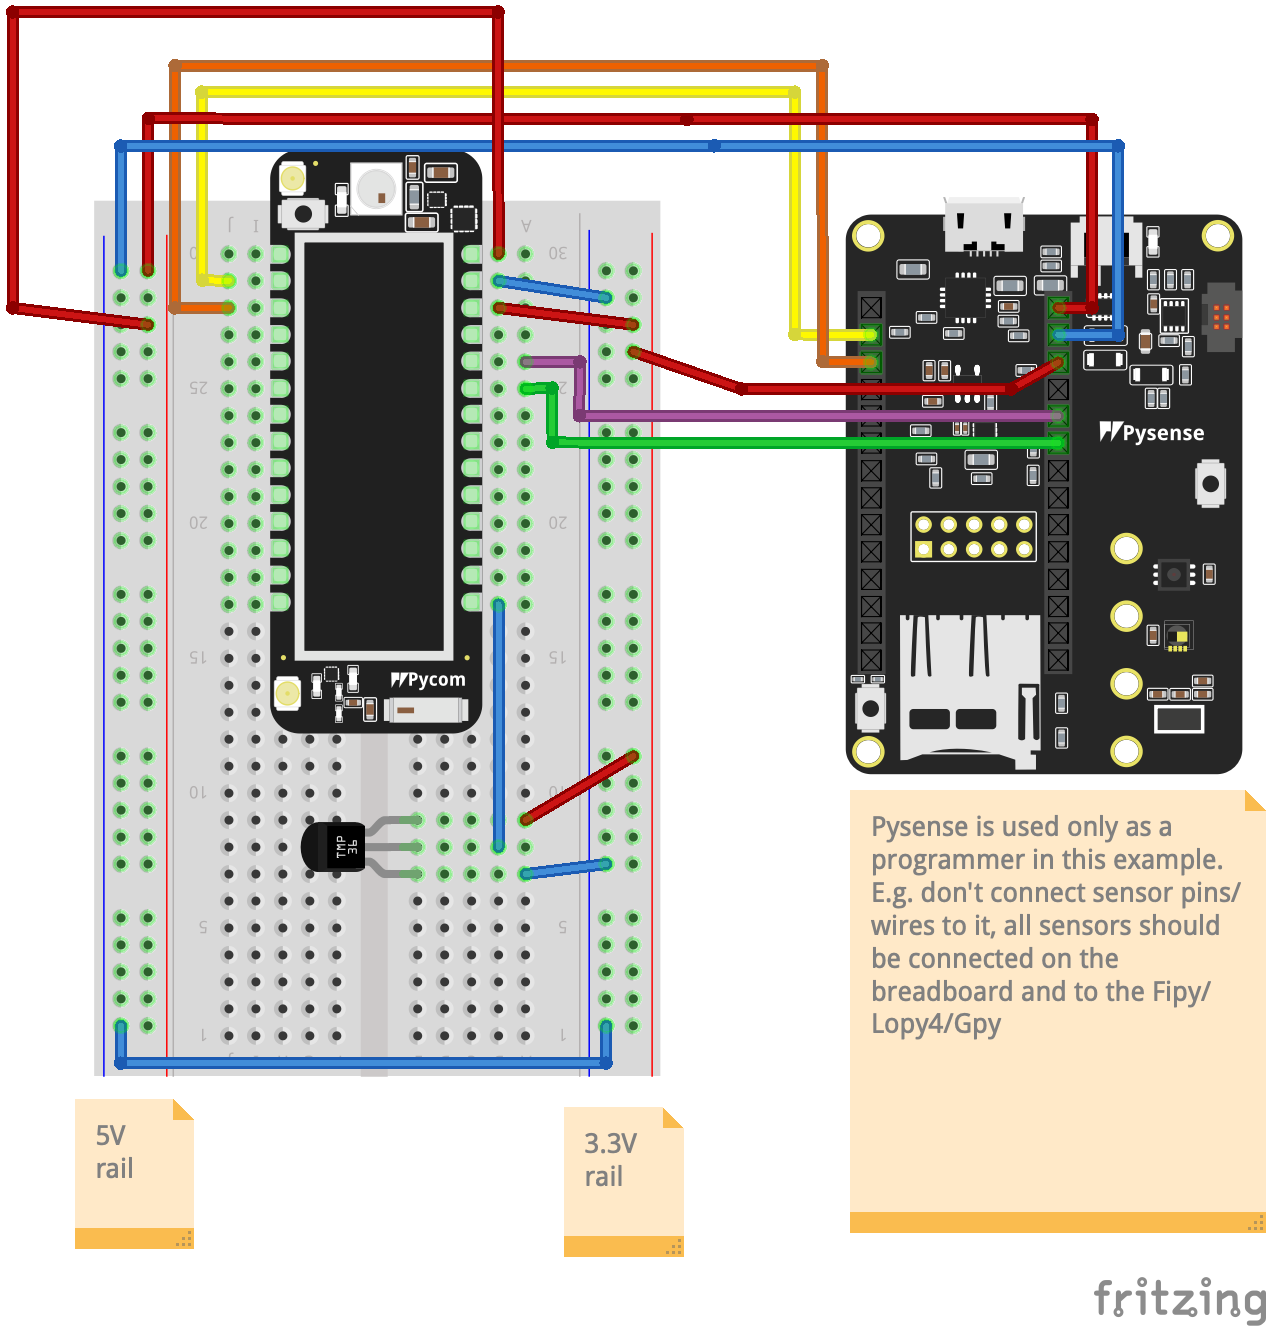 J I A
30 30
25 25
20 20
15 15
10 10
5 5
1 1
Pycom
TMP
36
Pysense
Pysense is used only as a
programmer in this example.
E.g. don't connect sensor pins/
wires to it, all sensors should
be connected on the
breadboard and to the Fipy/
Lopy4/Gpy
5V
rail
3.3V
rail
fritzing